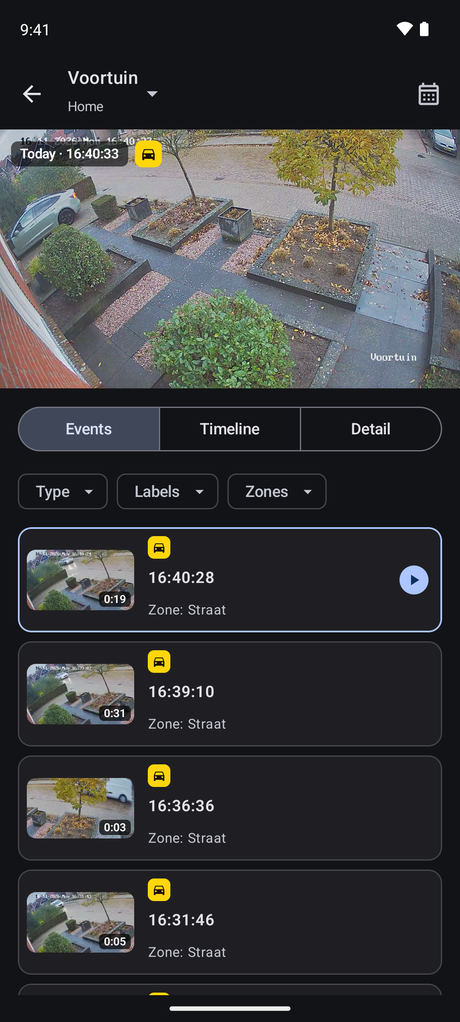 9:41
Voortuin
Home
Today · 16:40:33
Voortuin
Events
Timeline
Detail
Type
Labels
Zones
16:40:28
0:19
Zone: Straat
16:39:10
0:31
Zone: Straat
16:36:36
0:03
Zone: Straat
16:31:46
0:05
Zone: Straat